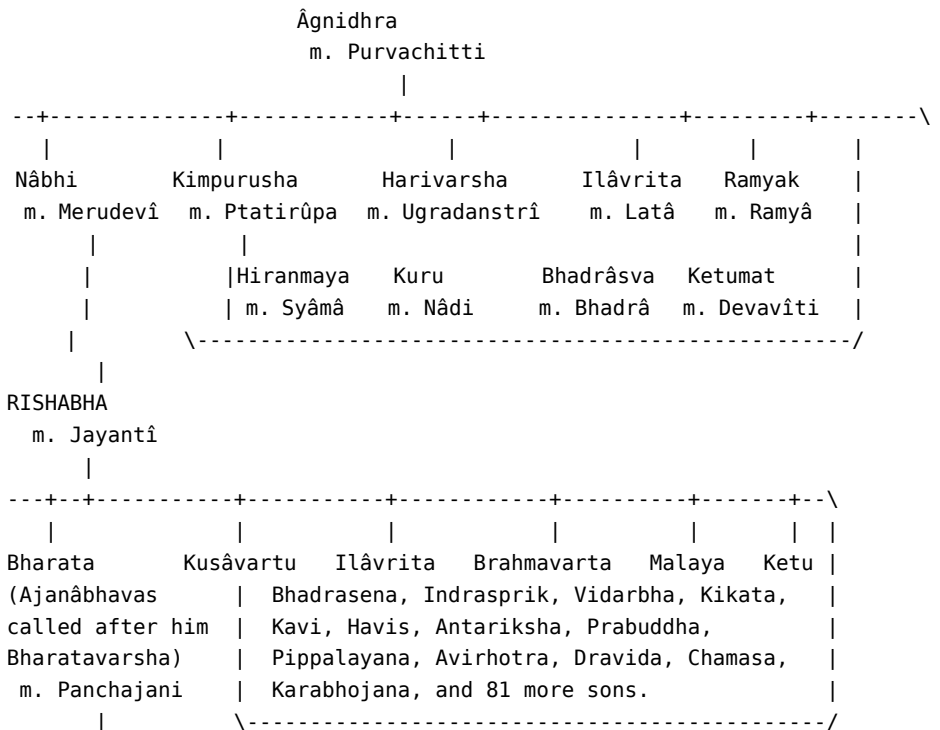 Âgnidhra
m. Purvachitti
|
--+--------------+------------+------+---------------+---------+--------\
| | | | | |
Nâbhi Kimpurusha Harivarsha Ilâvrita Ramyak |
m. Merudevî m. Ptatirûpa m. Ugradanstrî m. Latâ m. Ramyâ |
| | |
| |Hiranmaya Kuru Bhadrâsva Ketumat |
| | m. Syâmâ m. Nâdi m. Bhadrâ m. Devavîti |
| \----------------------------------------------------/
|
RISHABHA
m. Jayantî
|
---+--+-----------+-----------+------------+----------+-------+--\
| | | | | | |
Bharata Kusâvartu Ilâvrita Brahmavarta Malaya Ketu |
(Ajanâbhavas | Bhadrasena, Indrasprik, Vidarbha, Kikata, |
called after him | Kavi, Havis, Antariksha, Prabuddha, |
Bharatavarsha) | Pippalayana, Avirhotra, Dravida, Chamasa, |
m. Panchajani | Karabhojana, and 81 more sons. |
| \----------------------------------------------/